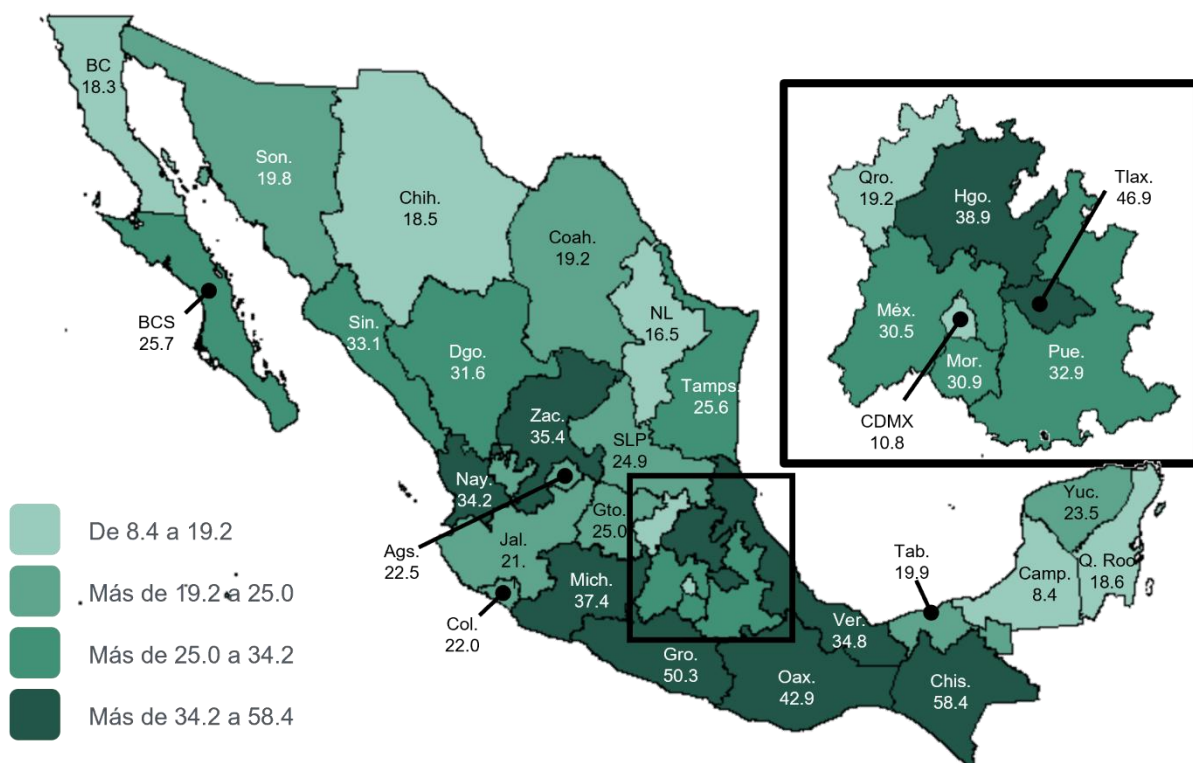 BC
18.3
Son.
19.8
Chih.
18.5
Coah.
19.2
NL
16.5
BCS
25.7
Sin.
33.1
Dgo.
31.6
Tamps.
25.6
Zac.
35.4
SLP
24.9
Nay.
34.2
Ags.
22.5
Jal.
21.
Gto.
25.0
Col.
22.0
Mich.
37.4
Gro.
50.3
Oax.
42.9
Ver.
34.8
Tab.
19.9
Chis.
58.4
Camp.
8.4
Yuc.
23.5
Q. Roo
18.6
Qro.
19.2
Hgo.
38.9
Tlax.
46.9
Méx.
30.5
Mor.
30.9
Pue.
32.9
CDMX
10.8
De 8.4 a 19.2
Más de 19.2 a 25.0
Más de 25.0 a 34.2
Más de 34.2 a 58.4